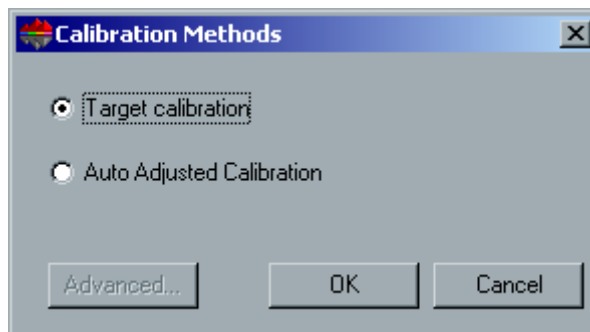 Calibration Methods
Target calibration
Auto Adjusted Calibration
Advanced...
OK
Cancel